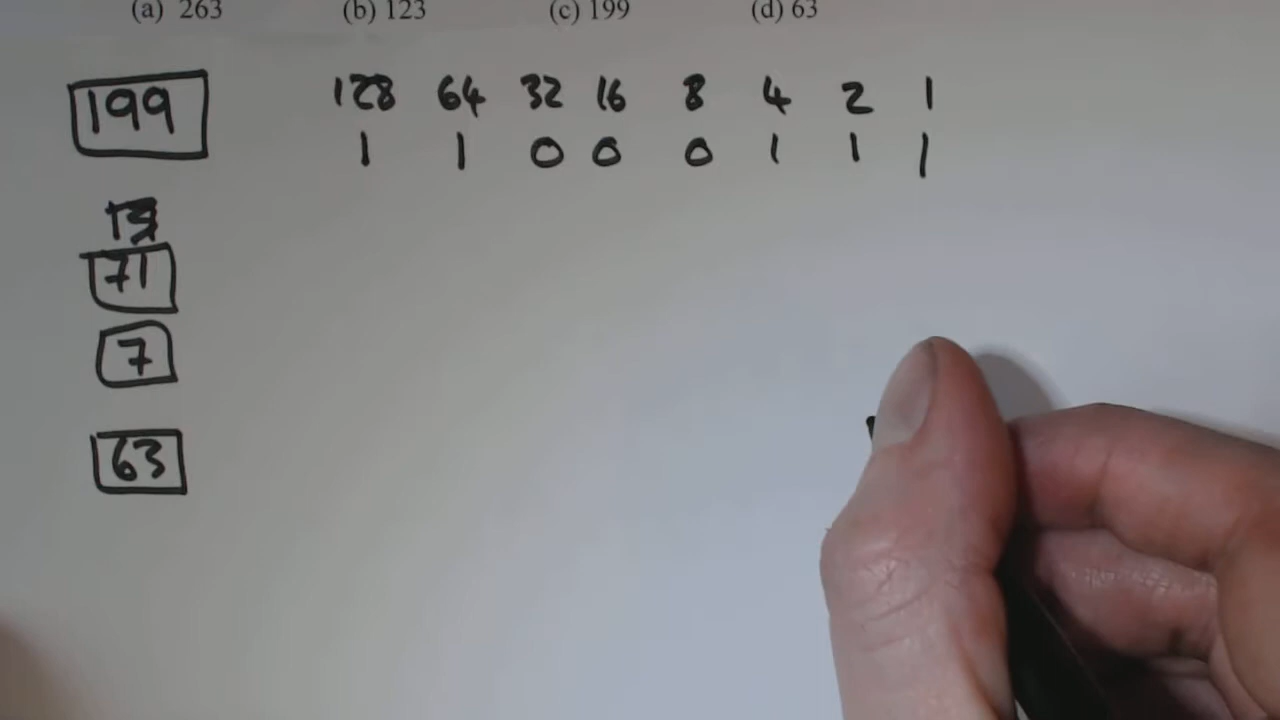 (a) 263 (b) 123 (c) 199 (d) 63
199 128 64 32 16 8 4 2 1
1 1 0 0 0 1 1 1
71
7
63